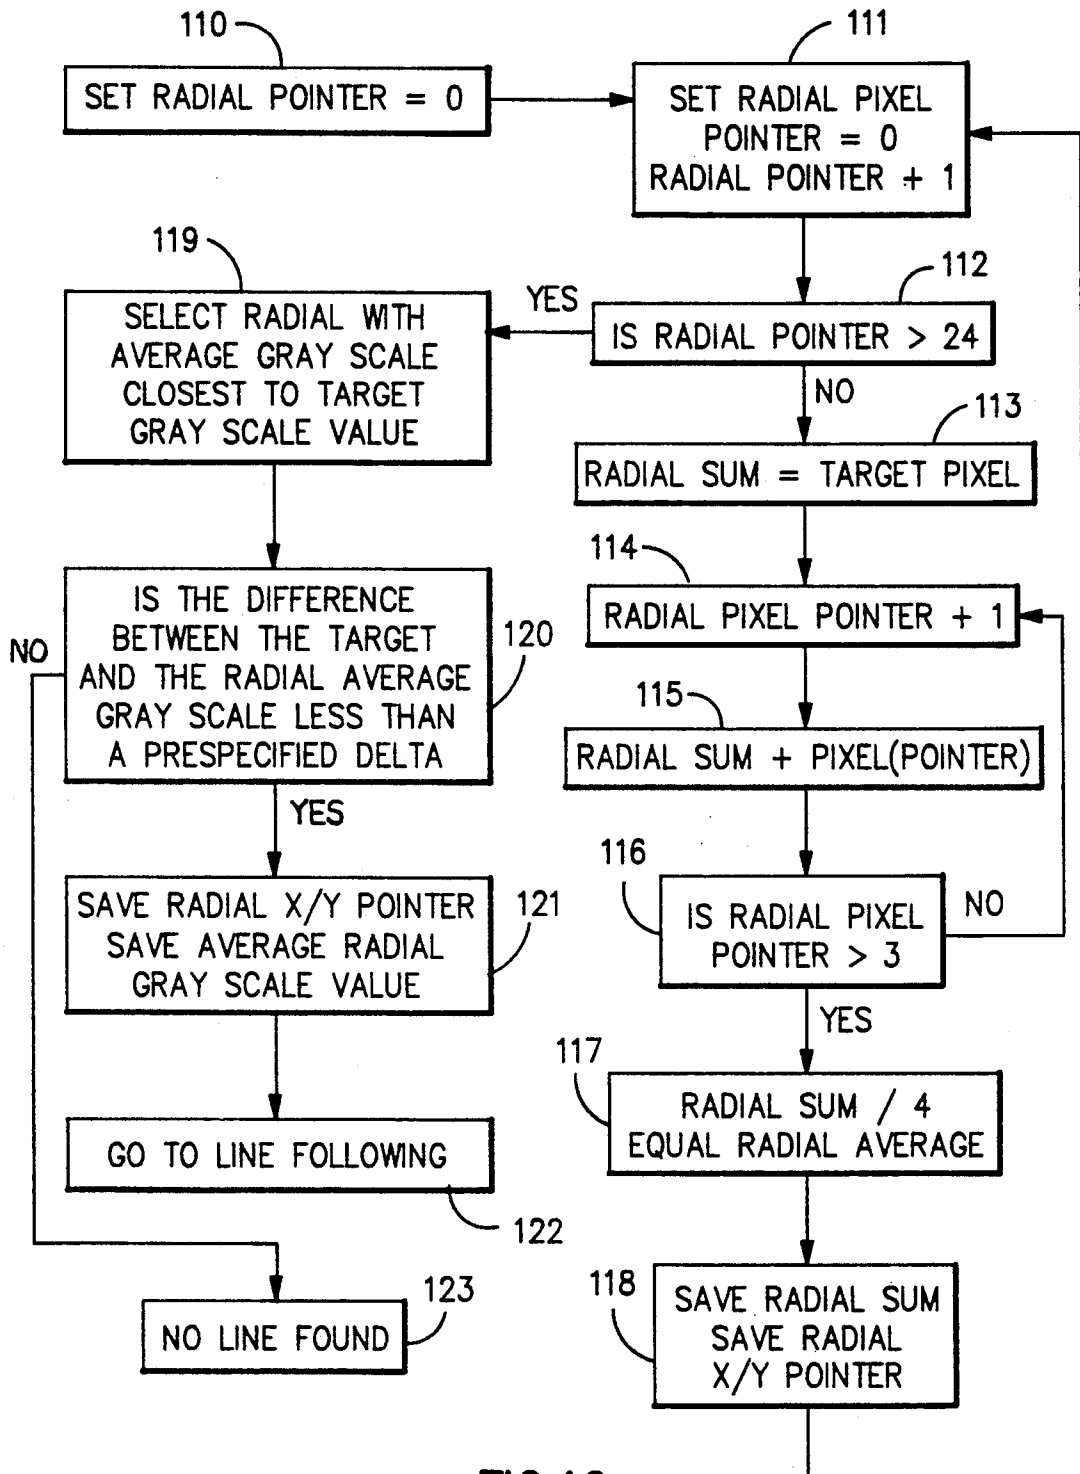 110
SET RADIAL POINTER = 0
111
SET RADIAL PIXEL
POINTER = 0
RADIAL POINTER + 1
112
IS RADIAL POINTER > 24
YES
NO
119
SELECT RADIAL WITH
AVERAGE GRAY SCALE
CLOSEST TO TARGET
GRAY SCALE VALUE
113
RADIAL SUM = TARGET PIXEL
114
RADIAL PIXEL POINTER + 1
115
RADIAL SUM + PIXEL(POINTER)
116
IS RADIAL PIXEL
POINTER > 3
NO
YES
117
RADIAL SUM / 4
EQUAL RADIAL AVERAGE
118
SAVE RADIAL SUM
SAVE RADIAL
X/Y POINTER
120
IS THE DIFFERENCE
BETWEEN THE TARGET
AND THE RADIAL AVERAGE
GRAY SCALE LESS THAN
A PRESPECIFIED DELTA
NO
YES
121
SAVE RADIAL X/Y POINTER
SAVE AVERAGE RADIAL
GRAY SCALE VALUE
GO TO LINE FOLLOWING
122
123
NO LINE FOUND